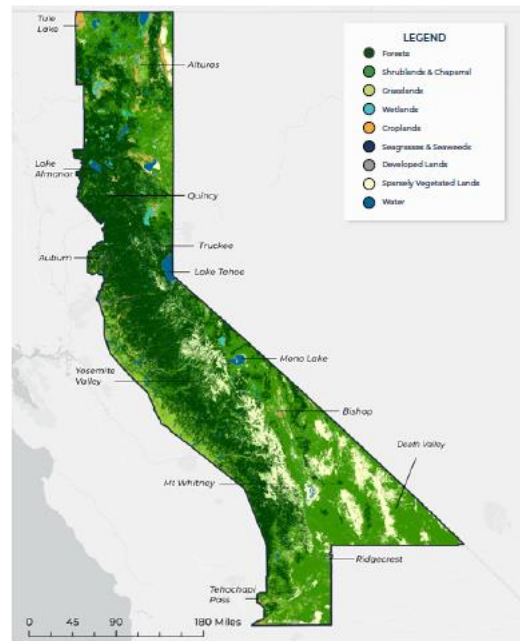 Tule
Lake
Alturas
Lake
Almanor
Quincy
Truckee
Auburn
Lake Tahoe
Mono Lake
Yosemite
Valley
Bishop
Death Valley
Mt Whitney
Ridgecrest
Tehachapi
Pass
0 45 90 180 Miles
LEGEND
Forests
Shrublands & Chaparral
Grasslands
Wetlands
Croplands
Seagrasses & Seaweeds
Developed Lands
Sparsely Vegetated Lands
Water